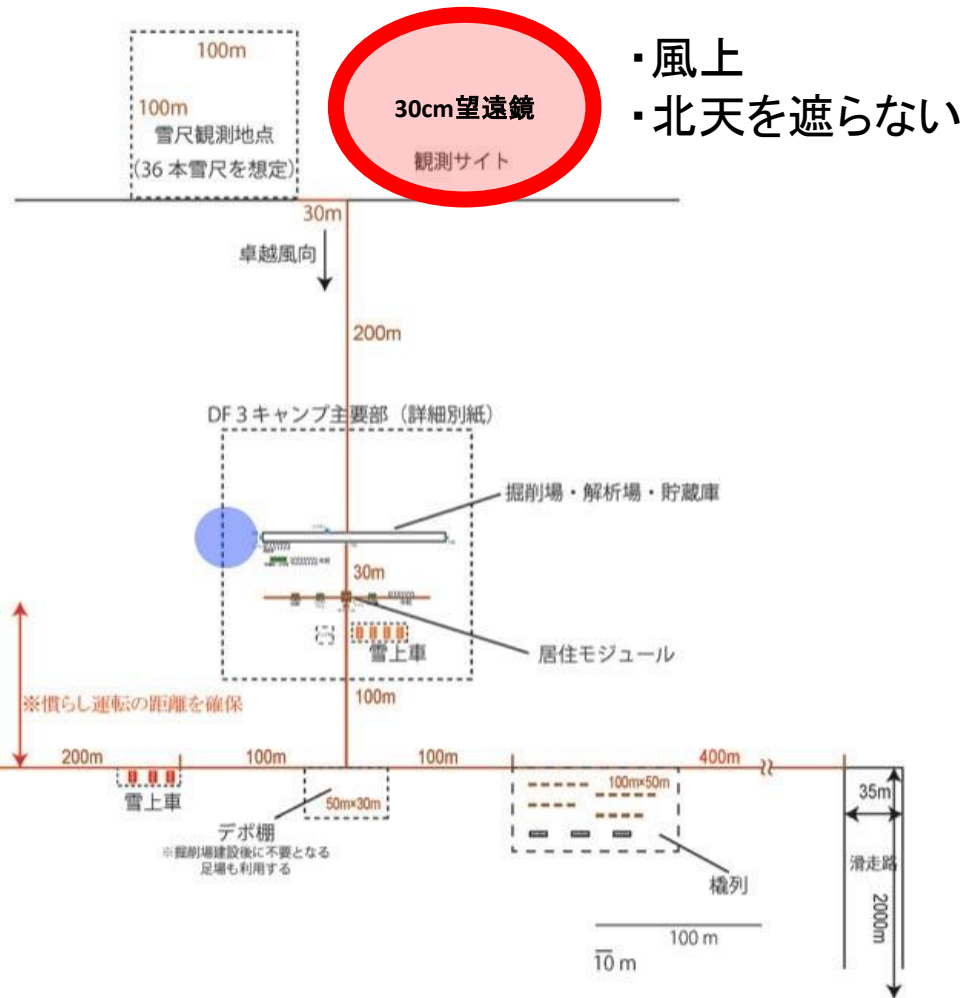 100m
100m
雪尺観測地点
(36 本雪尺を想定)
30cm望遠鏡
観測サイト
・風上
・北天を遮らない
30m
卓越風向
200m
DF 3 キャンプ主要部（詳細別紙）
掘削場・解析場・貯蔵庫
30m
雪上車
居住モジュール
※慣らし運転の距離を確保
100m
200m
100m
100m
400m
雪上車
50m×30m
デポ棚
※掘削場建設後に不要となる
足場も利用する
100m×50m
橇列
35m
滑走路
2000m
100 m
10 m